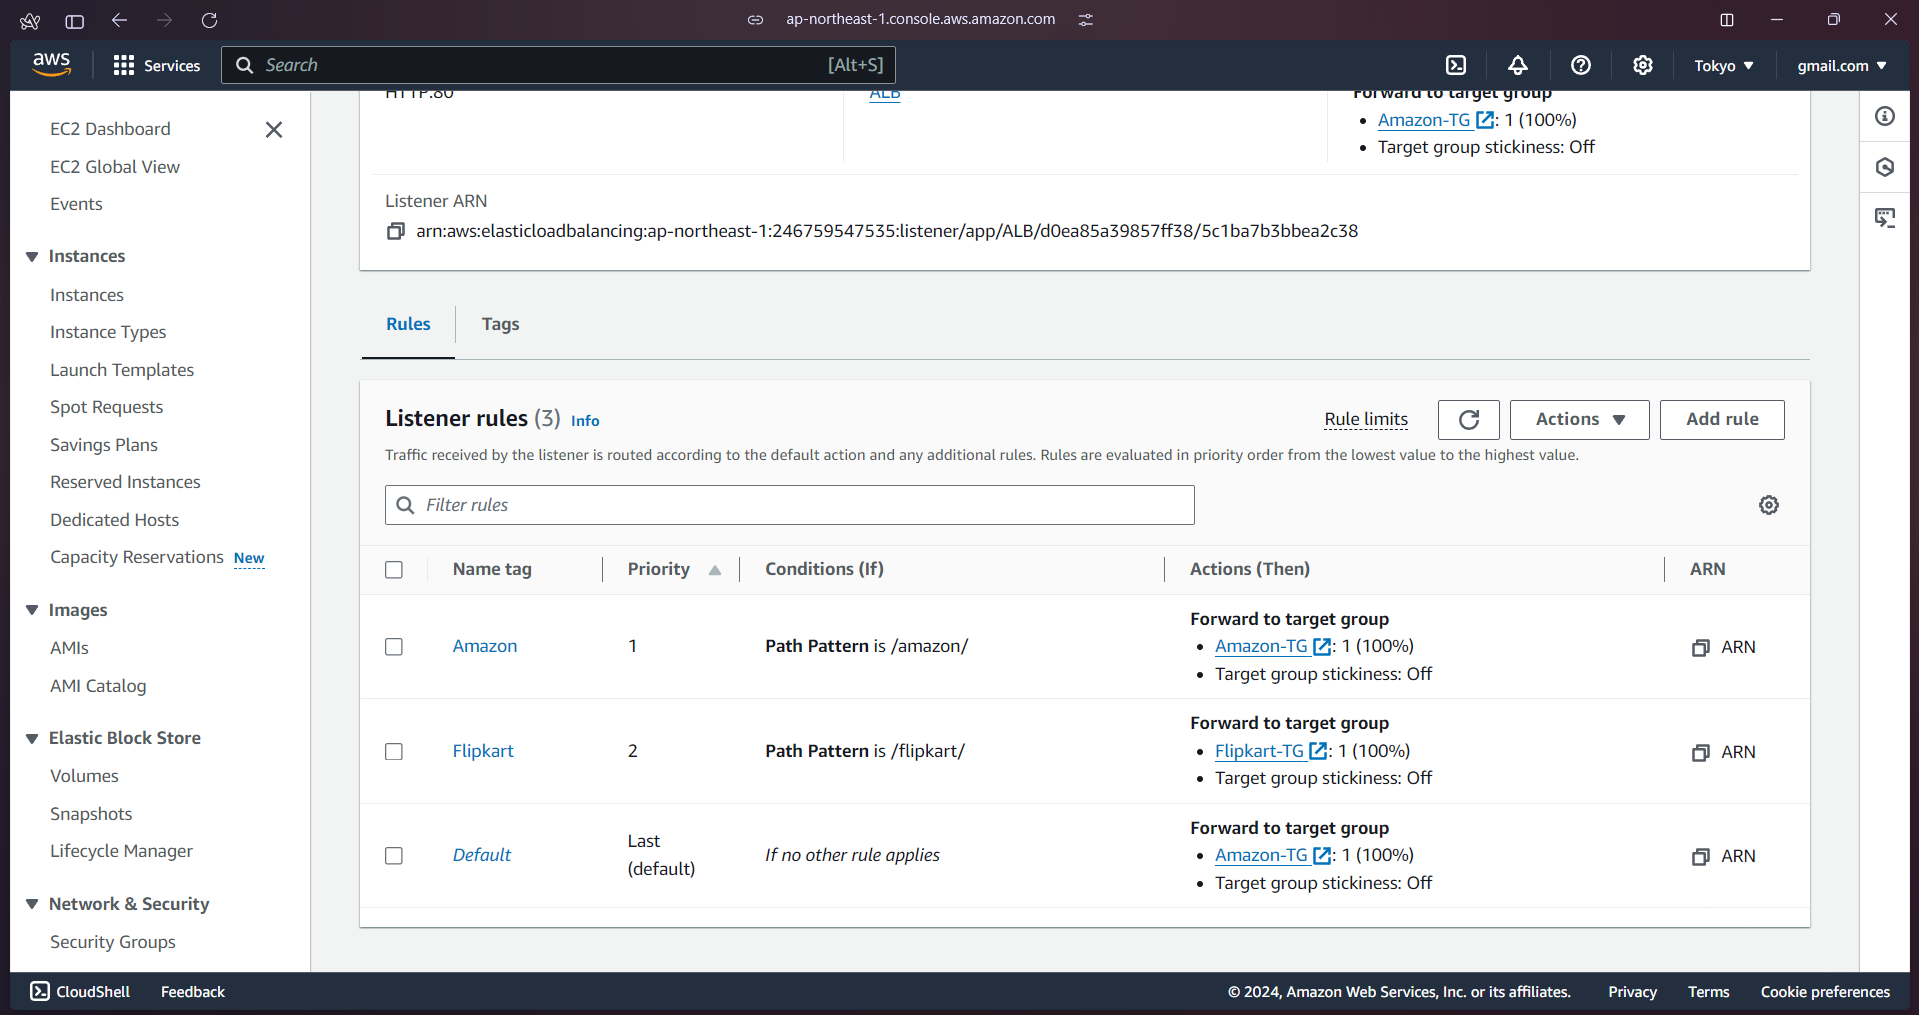 ap-northeast-1.console.aws.amazon.com
aws
Services
Search
[Alt+S]
Tokyo
gmail.com
EC2 Dashboard
EC2 Global View
Events
Instances
Instances
Instance Types
Launch Templates
Spot Requests
Savings Plans
Reserved Instances
Dedicated Hosts
Capacity Reservations New
Images
AMIs
AMI Catalog
Elastic Block Store
Volumes
Snapshots
Lifecycle Manager
Network & Security
Security Groups
HTTP:80
ALB
Forward to target group
Amazon-TG : 1 (100%)
Target group stickiness: Off
Listener ARN
arn:aws:elasticloadbalancing:ap-northeast-1:246759547535:listener/app/ALB/d0ea85a39857ff38/5c1ba7b3bbea2c38
Rules
Tags
Listener rules (3) Info
Rule limits
Actions
Add rule
Traffic received by the listener is routed according to the default action and any additional rules. Rules are evaluated in priority order from the lowest value to the highest value.
Filter rules
Name tag
Priority
Conditions (If)
Actions (Then)
ARN
Amazon
1
Path Pattern is /amazon/
Forward to target group
Amazon-TG : 1 (100%)
Target group stickiness: Off
ARN
Flipkart
2
Path Pattern is /flipkart/
Forward to target group
Flipkart-TG : 1 (100%)
Target group stickiness: Off
ARN
Default
Last
(default)
If no other rule applies
Forward to target group
Amazon-TG : 1 (100%)
Target group stickiness: Off
ARN
CloudShell
Feedback
© 2024, Amazon Web Services, Inc. or its affiliates.
Privacy
Terms
Cookie preferences